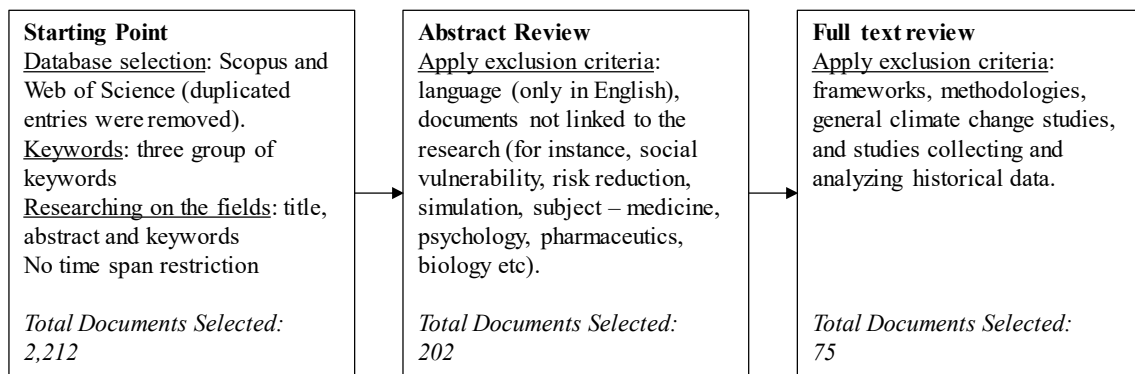 Starting Point
Database selection: Scopus and
Web of Science (duplicated
entries were removed).
Keywords: three group of
keywords
Researching on the fields: title,
abstract and keywords
No time span restriction
Total Documents Selected:
2,212
Abstract Review
Apply exclusion criteria:
language (only in English),
documents not linked to the
research (for instance, social
vulnerability, risk reduction,
simulation, subject – medicine,
psychology, pharmaceutics,
biology etc).
Total Documents Selected:
202
Full text review
Apply exclusion criteria:
frameworks, methodologies,
general climate change studies,
and studies collecting and
analyzing historical data.
Total Documents Selected:
75